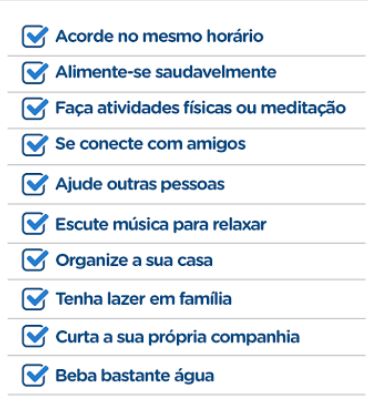 Acorde no mesmo horário
Alimente-se saudavelmente
Faça atividades físicas ou meditação
Se conecte com amigos
Ajude outras pessoas
Escute música para relaxar
Organize a sua casa
Tenha lazer em família
Curta a sua própria companhia
Beba bastante água